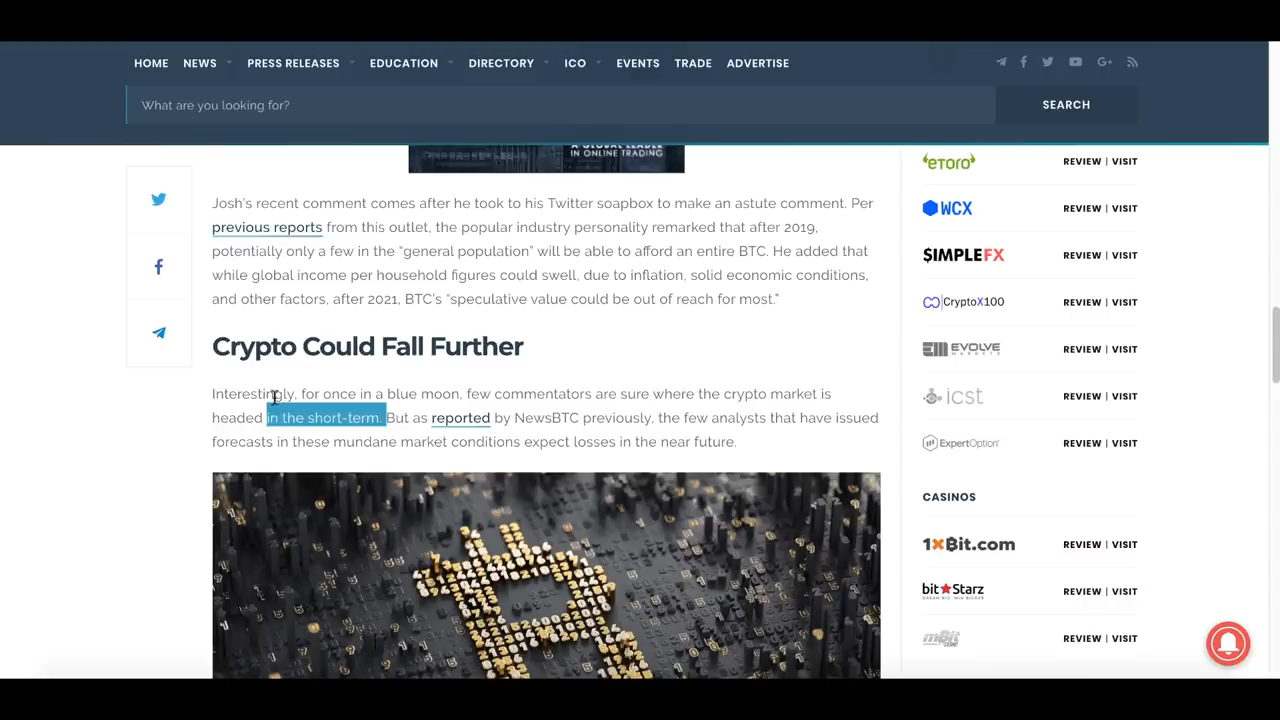 HOME NEWS PRESS RELEASES EDUCATION DIRECTORY ICO EVENTS TRADE ADVERTISE
What are you looking for?
SEARCH
A GLOBAL LEADER
IN ONLINE TRADING
Josh's recent comment comes after he took to his Twitter soapbox to make an astute comment. Per
previous reports from this outlet, the popular industry personality remarked that after 2019,
potentially only a few in the “general population” will be able to afford an entire BTC. He added that
while global income per household figures could swell, due to inflation, solid economic conditions,
and other factors, after 2021, BTC's “speculative value could be out of reach for most.”
Crypto Could Fall Further
Interestingly, for once in a blue moon, few commentators are sure where the crypto market is
headed in the short-term. But as reported by NewsBTC previously, the few analysts that have issued
forecasts in these mundane market conditions expect losses in the near future.
eToro REVIEW | VISIT
WCX REVIEW | VISIT
$IMPLEFX REVIEW | VISIT
CryptoX100 REVIEW | VISIT
EVOLVE MARKETS REVIEW | VISIT
icst REVIEW | VISIT
ExpertOption REVIEW | VISIT
CASINOS
1xBit.com REVIEW | VISIT
bitStarz REVIEW | VISIT
mBit REVIEW | VISIT